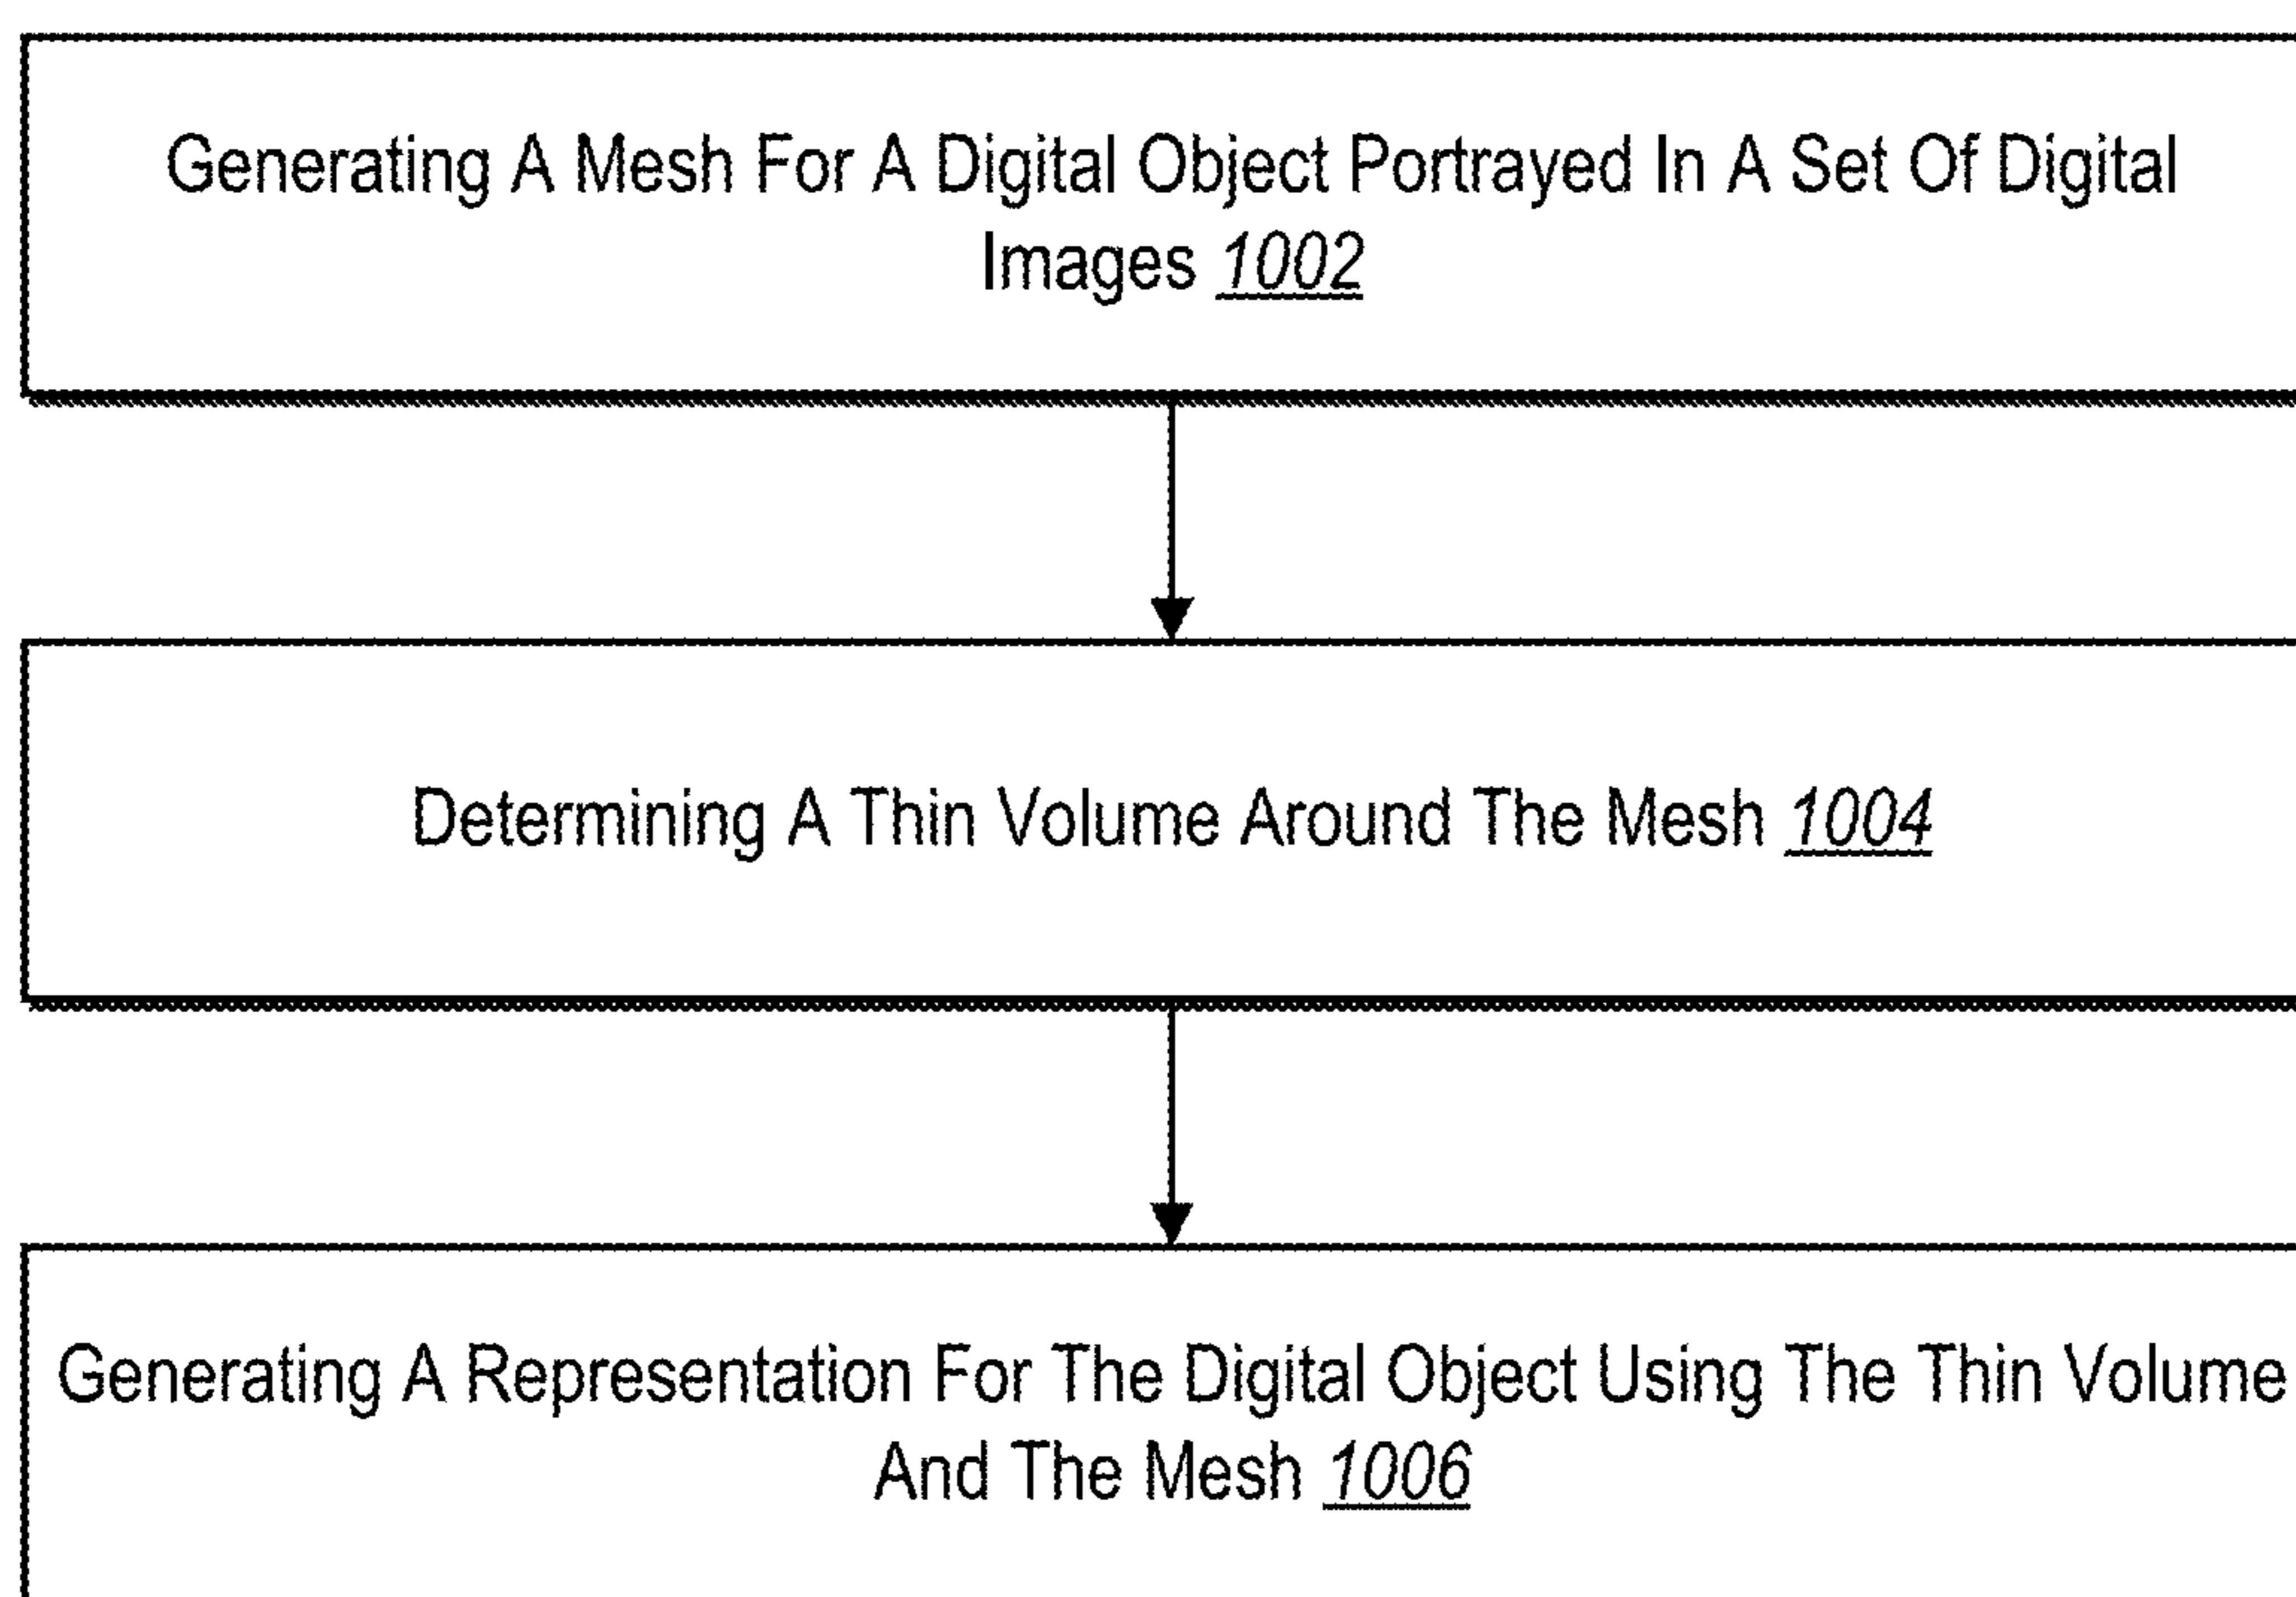 Generating A Mesh For A Digital Object Portrayed In A Set Of Digital
Images 1002
Determining A Thin Volume Around The Mesh 1004
Generating A Representation For The Digital Object Using The Thin Volume
And The Mesh 1006